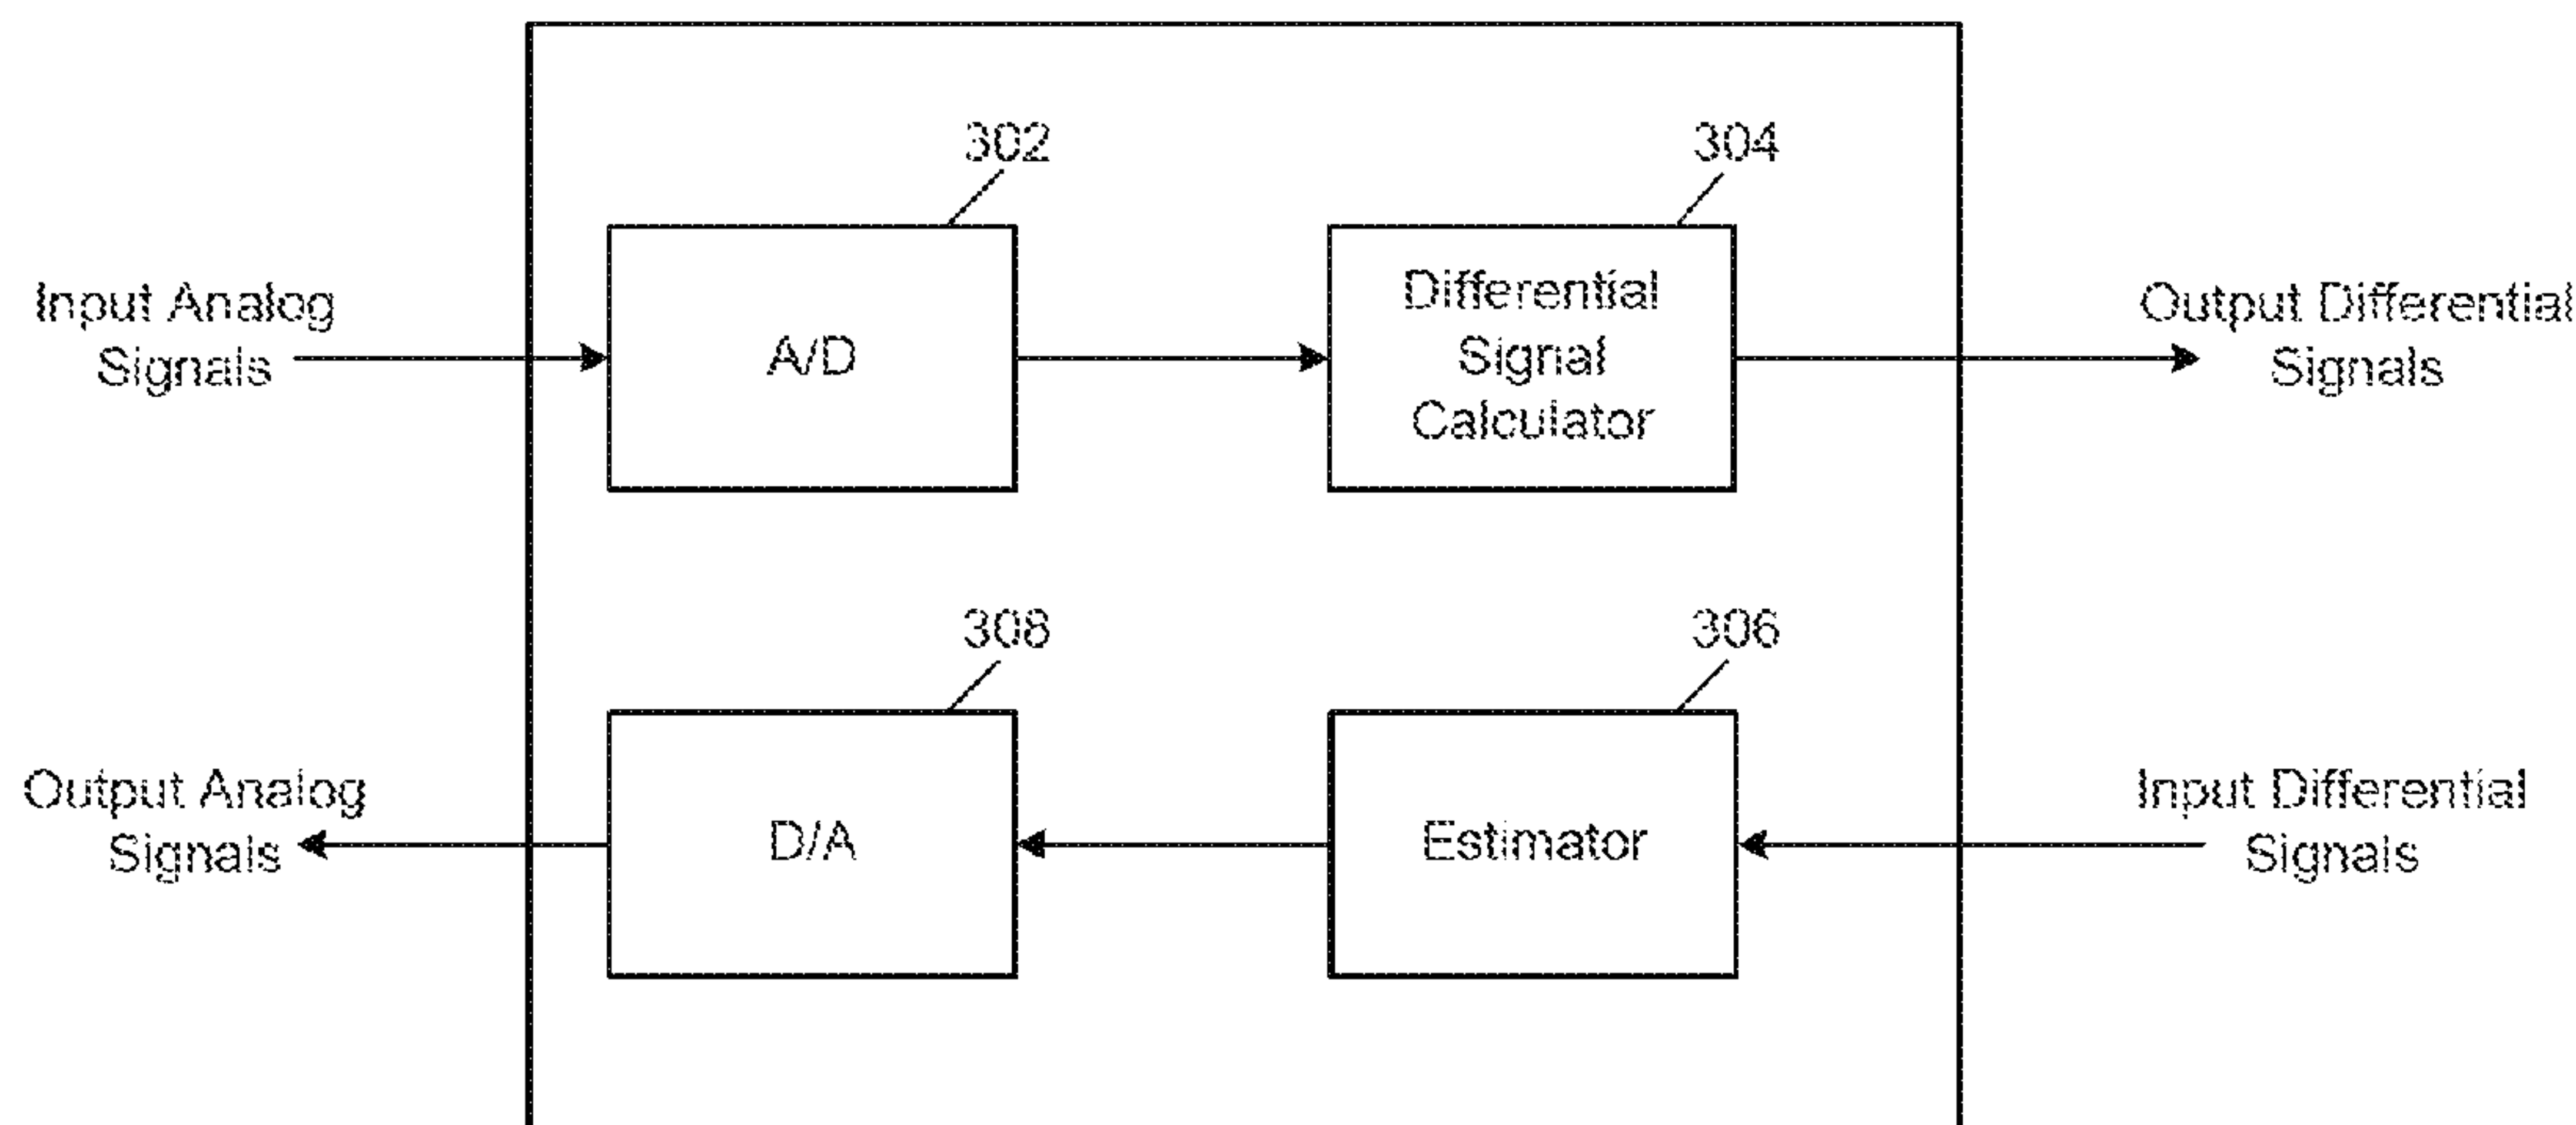 302
304
Input Analog
Signals
A/D
Differential
Signal
Calculator
Output Differential
Signals
308
306
Output Analog
Signals
D/A
Estimator
Input Differential
Signals